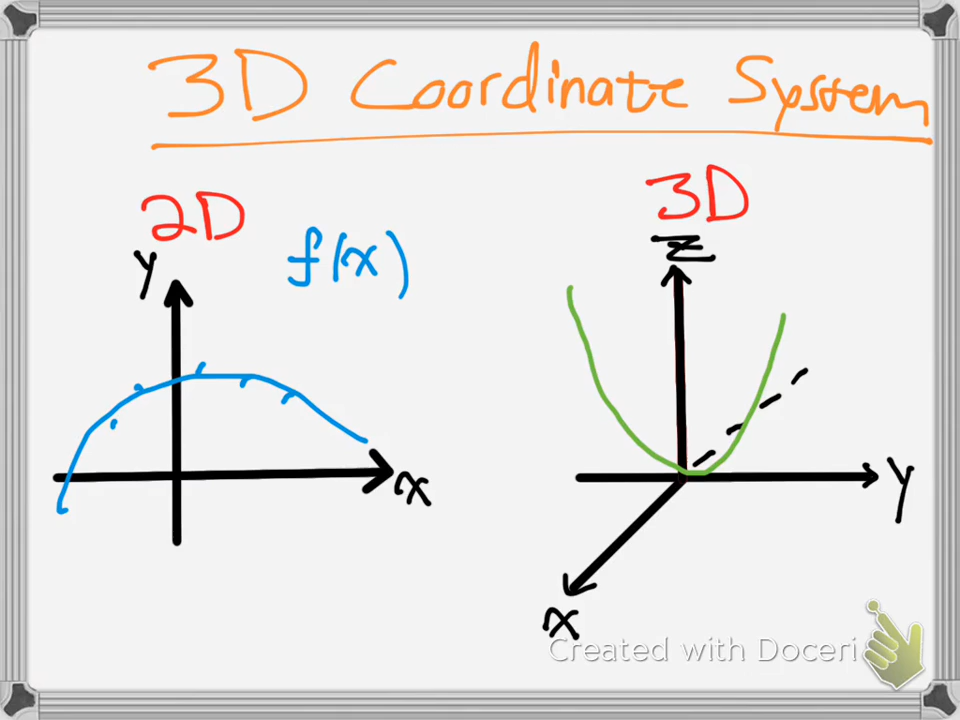 3D Coordinate System
2D
3D
y
f(x)
z
x
y
x
Created with Doceri